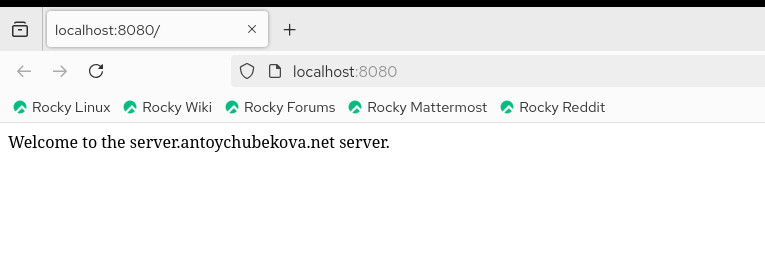 localhost:8080/
localhost:8080
Rocky Linux Rocky Wiki Rocky Forums Rocky Mattermost Rocky Reddit
Welcome to the server.antoychubekova.net server.